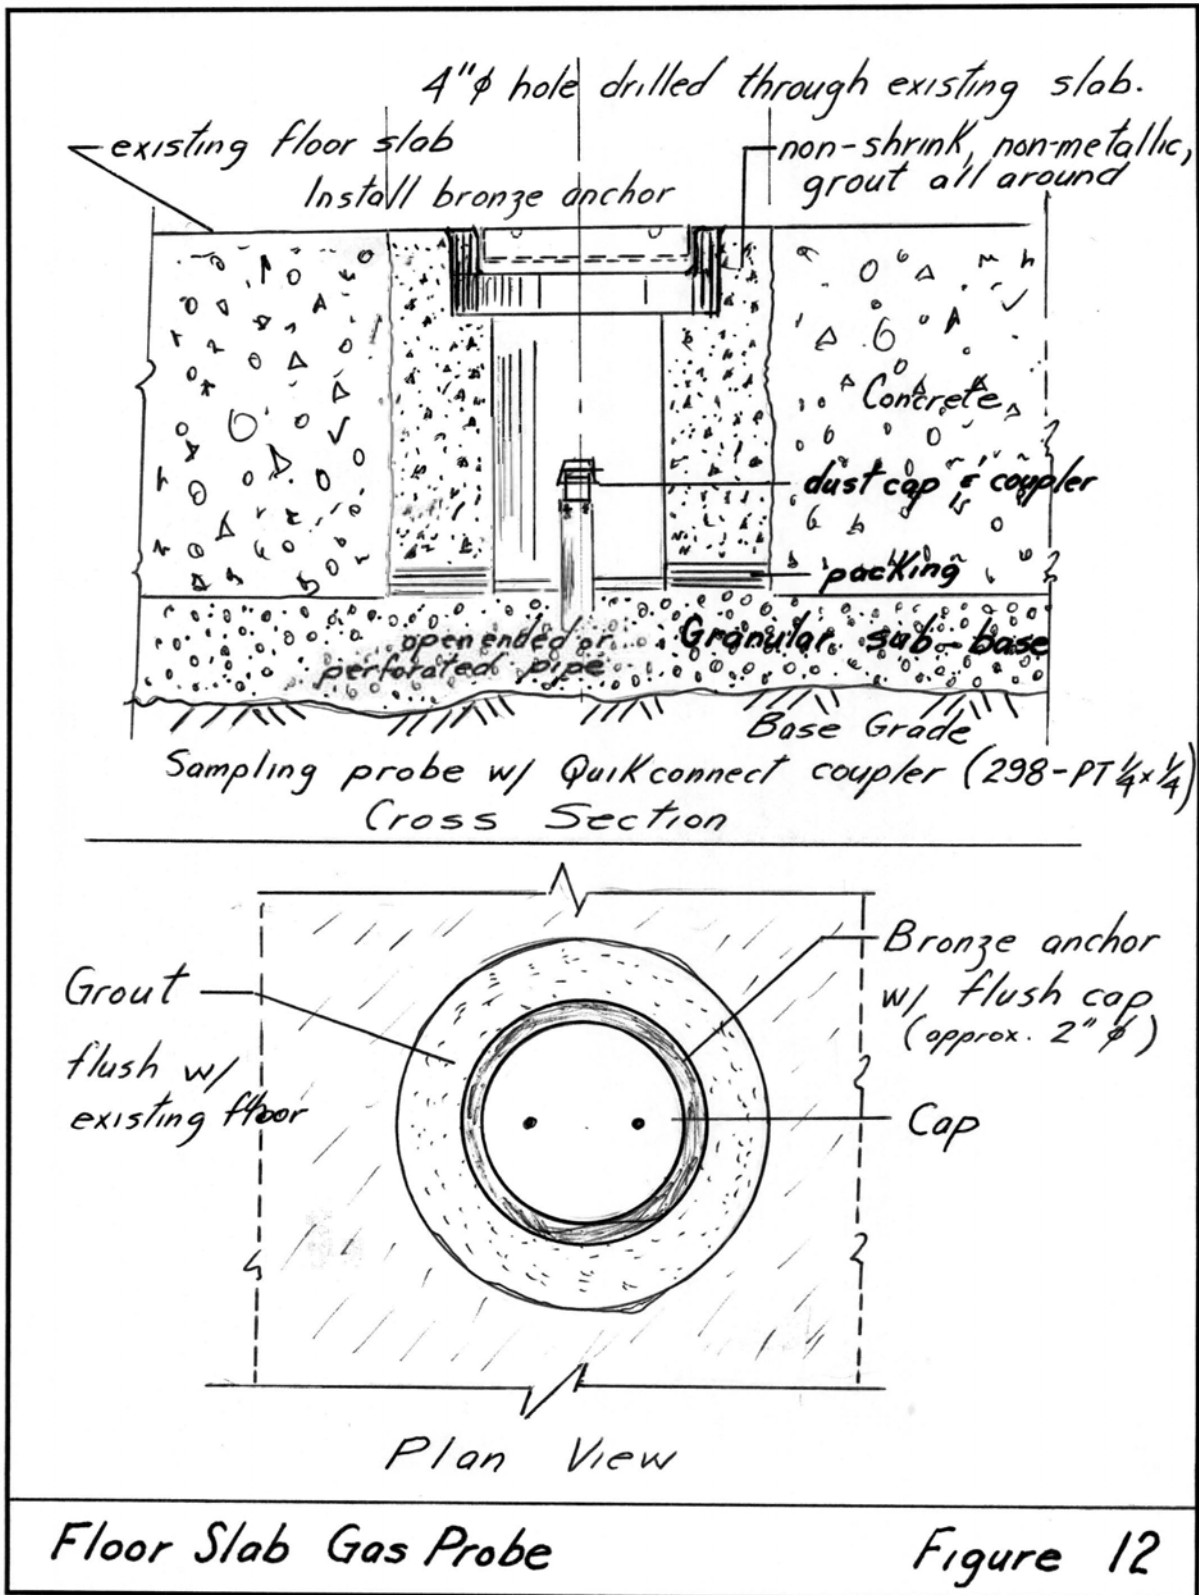 4"ϕ hole drilled through existing slab.
existing floor slab
non-shrink, non-metallic,
grout all around
Install bronze anchor
Concrete
dust cap & coupler
packing
open ended or
perforated pipe
Granular sub-base
Base Grade
Sampling probe w/ Quikconnect coupler (298-PT ¼ x ¼)
Cross Section
Bronze anchor
w/ flush cap
(approx. 2" ϕ)
Grout
flush w/
existing floor
Cap
Plan View
Floor Slab Gas Probe
Figure 12